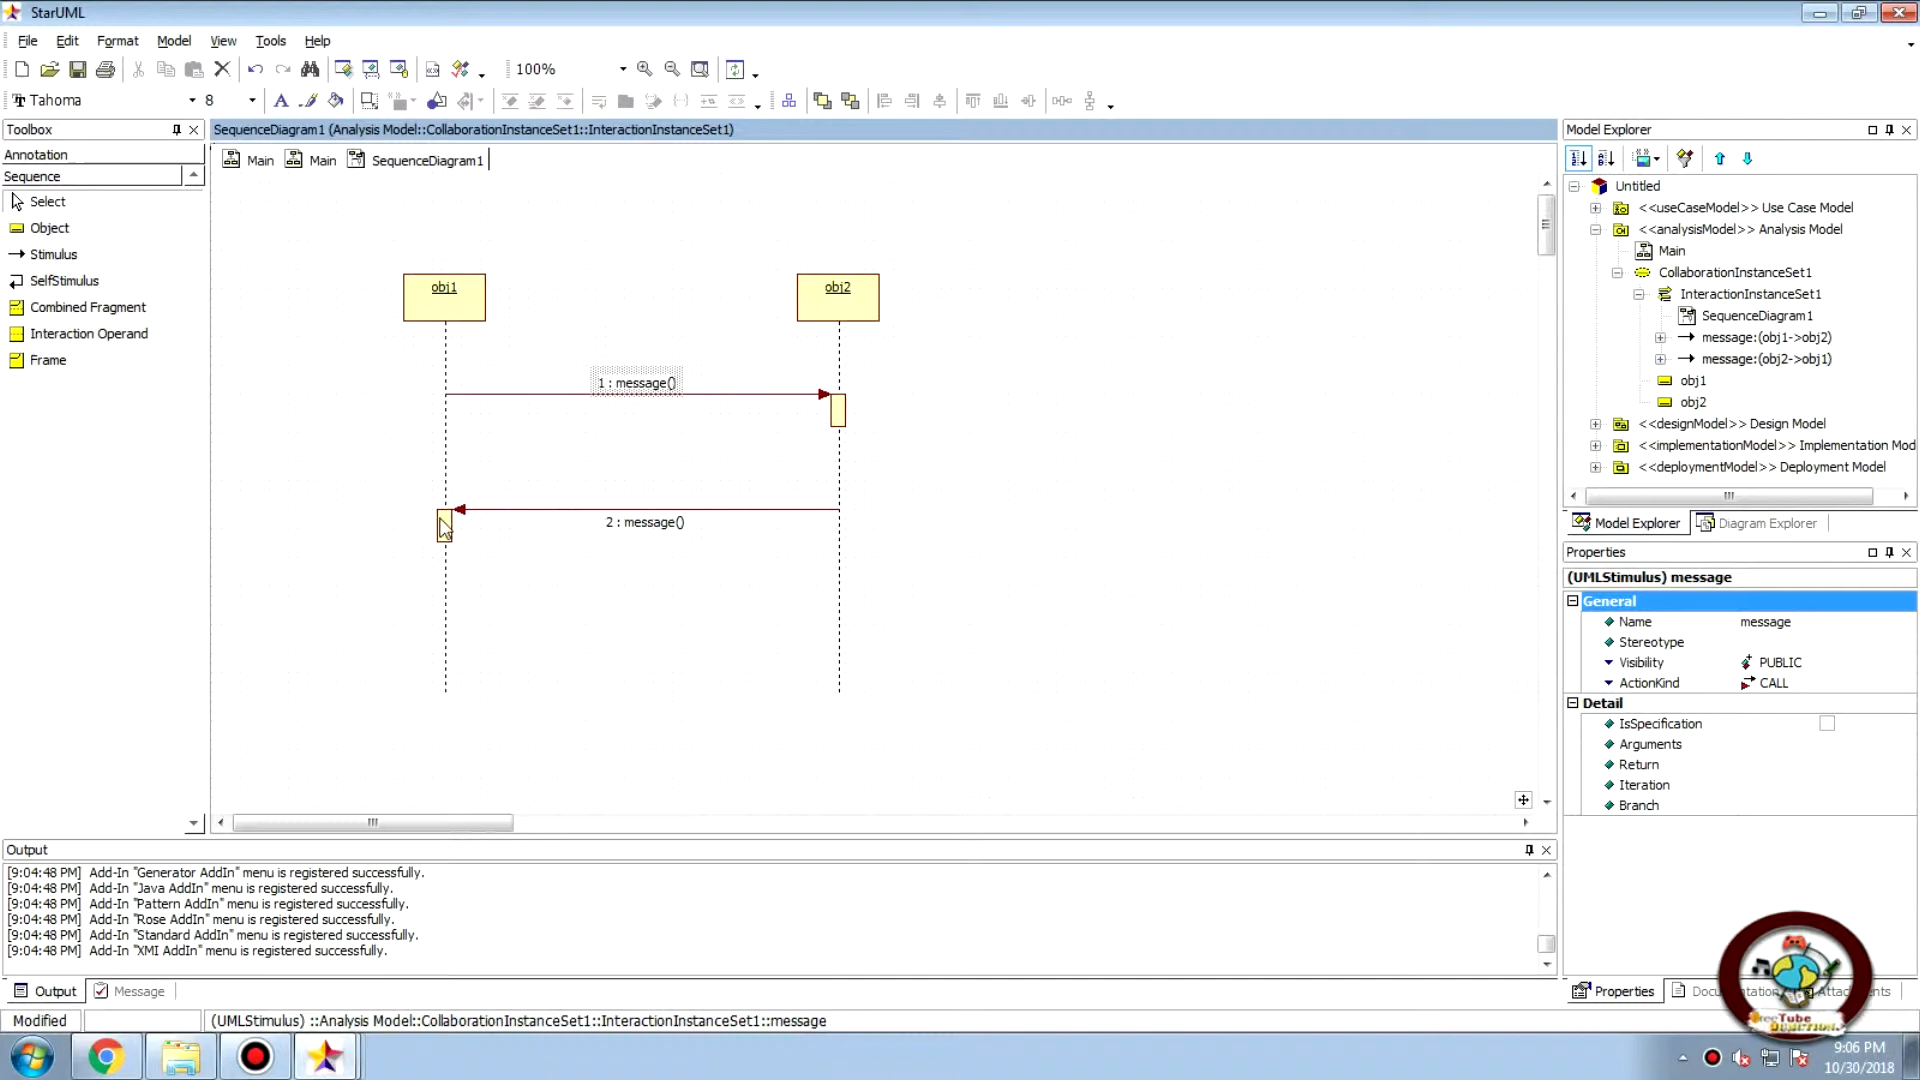 StarUML
File Edit Format Model View Tools Help
100%
Tahoma 8
Toolbox
Annotation
Sequence
Select
Object
Stimulus
SelfStimulus
Combined Fragment
Interaction Operand
Frame
SequenceDiagram1 (Analysis Model::CollaborationInstanceSet1::InteractionInstanceSet1)
Main Main SequenceDiagram1
obj1 obj2
1 : message()
2 : message()
Model Explorer
Untitled
<<useCaseModel>> Use Case Model
<<analysisModel>> Analysis Model
Main
CollaborationInstanceSet1
InteractionInstanceSet1
SequenceDiagram1
message:(obj1->obj2)
message:(obj2->obj1)
obj1
obj2
<<designModel>> Design Model
<<implementationModel>> Implementation Mod
<<deploymentModel>> Deployment Model
Model Explorer Diagram Explorer
Properties
(UMLStimulus) message
General
Name message
Stereotype
Visibility PUBLIC
ActionKind CALL
Detail
IsSpecification
Arguments
Return
Iteration
Branch
Output
[9:04:48 PM] Add-In "Generator AddIn" menu is registered successfully.
[9:04:48 PM] Add-In "Java AddIn" menu is registered successfully.
[9:04:48 PM] Add-In "Pattern AddIn" menu is registered successfully.
[9:04:48 PM] Add-In "Rose AddIn" menu is registered successfully.
[9:04:48 PM] Add-In "Standard AddIn" menu is registered successfully.
[9:04:48 PM] Add-In "XMI AddIn" menu is registered successfully.
Output Message
Properties
Modified
(UMLStimulus) ::Analysis Model::CollaborationInstanceSet1::InteractionInstanceSet1::message
9:06 PM
10/30/2018